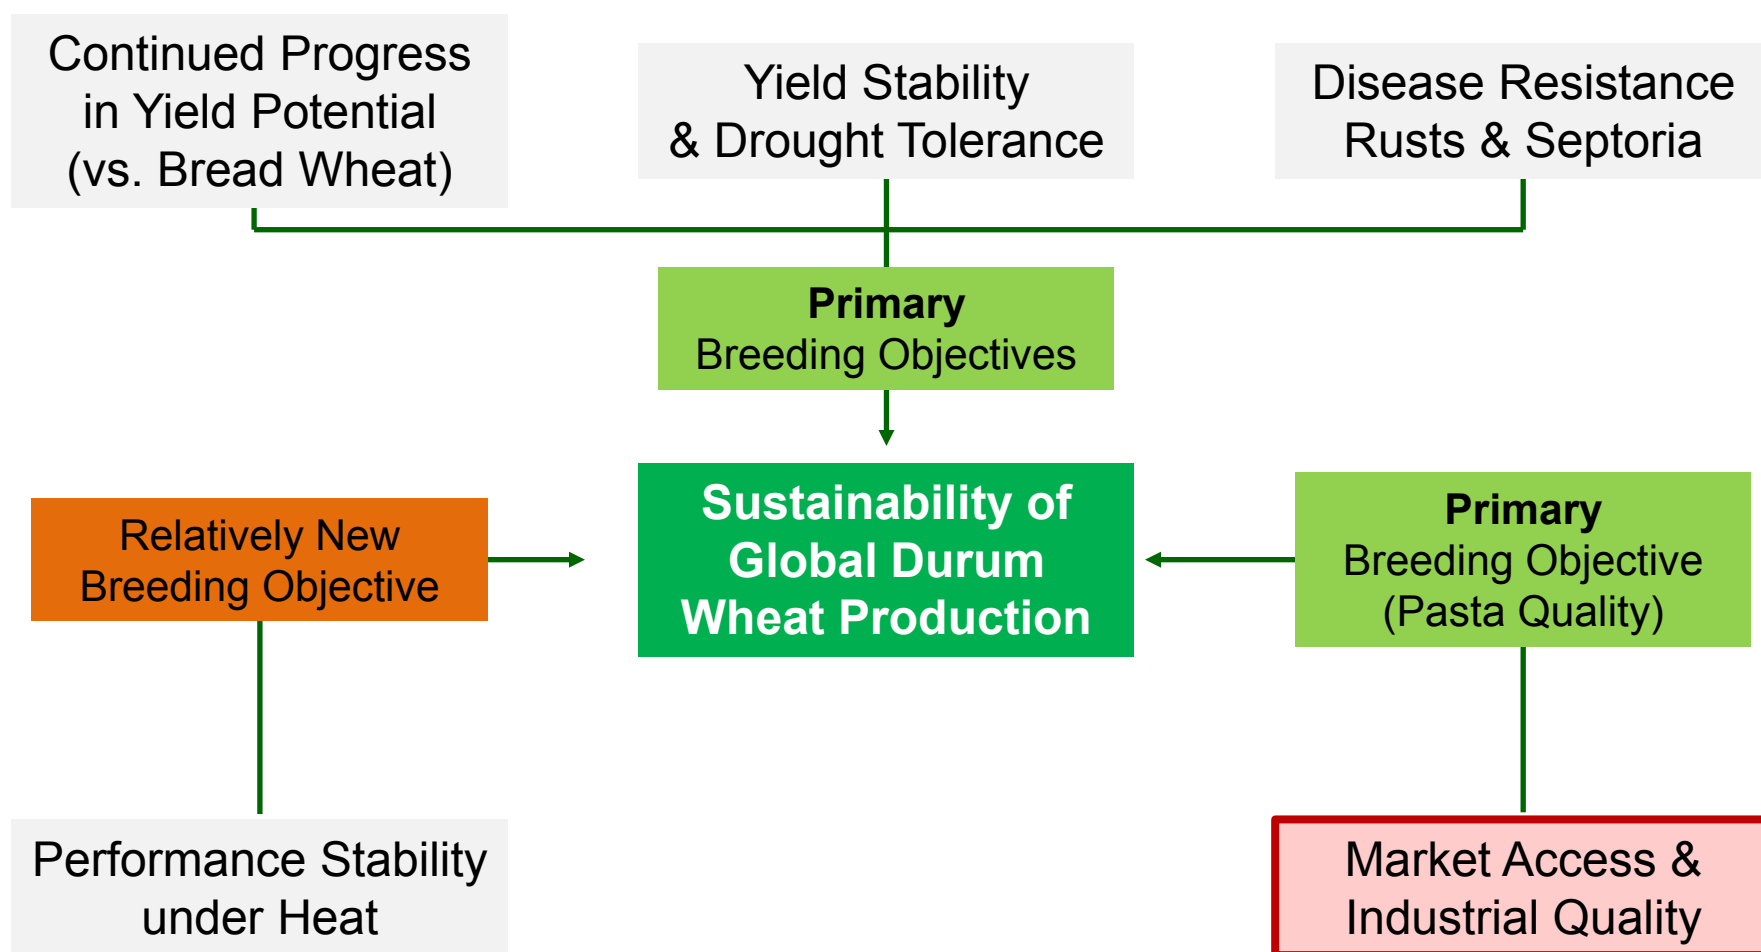 Continued Progress
in Yield Potential
(vs. Bread Wheat)
Yield Stability
& Drought Tolerance
Disease Resistance
Rusts & Septoria
Primary
Breeding Objectives
Relatively New
Breeding Objective
Sustainability of
Global Durum
Wheat Production
Primary
Breeding Objective
(Pasta Quality)
Performance Stability
under Heat
Market Access &
Industrial Quality